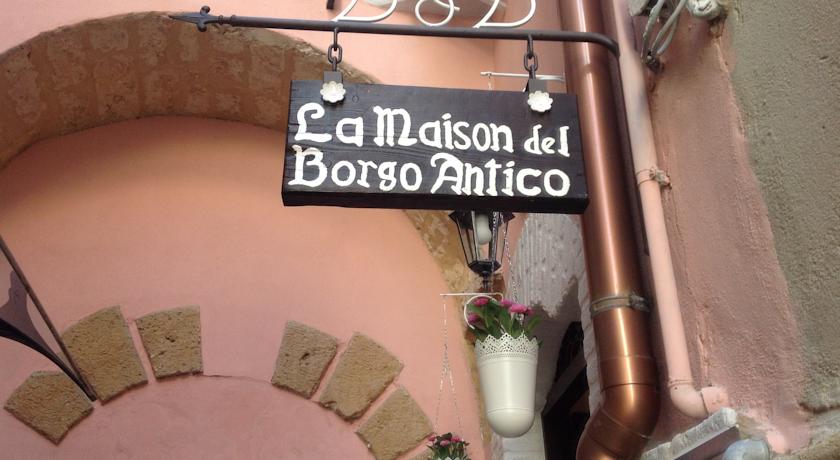 B&B
La Maison del
Borgo Antico